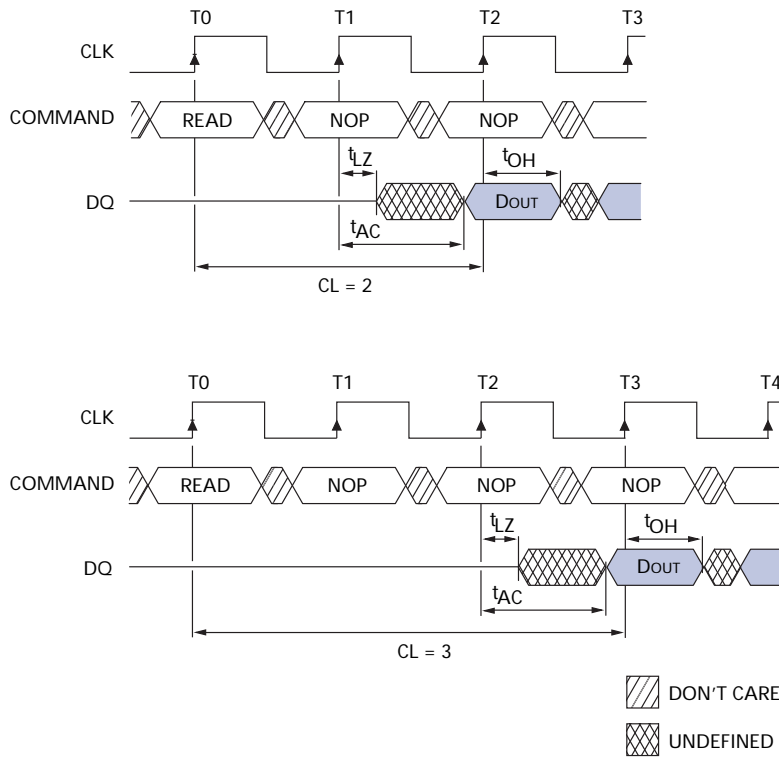 T0 T1 T2 T3
CLK
COMMAND READ NOP NOP
tLZ tOH
DQ DOUT
tAC
CL = 2
T0 T1 T2 T3 T4
CLK
COMMAND READ NOP NOP NOP
tLZ tOH
DQ DOUT
tAC
CL = 3
DON'T CARE
UNDEFINED